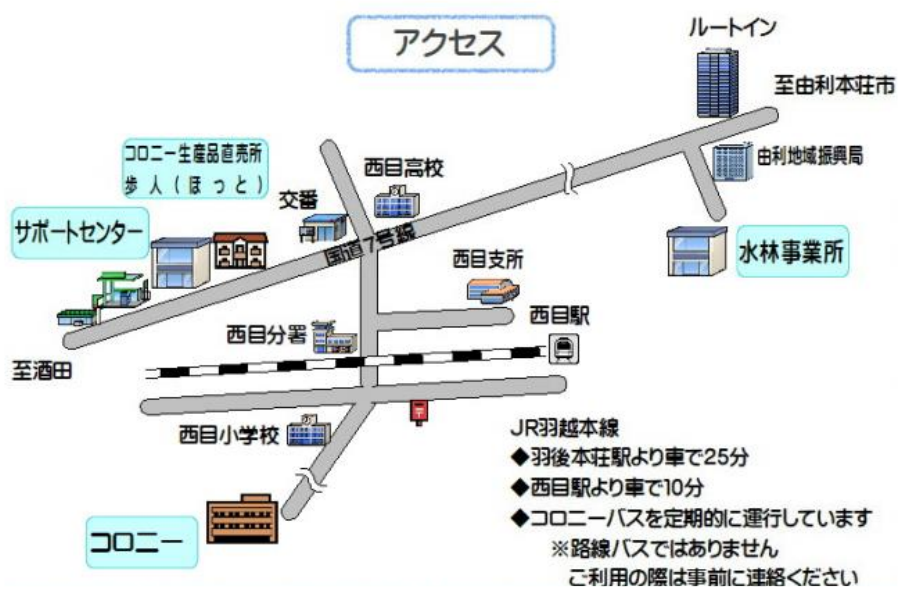 アクセス
ルートイン
至由利本荘市
コロニー生産品直売所
歩人(ほっと)
西目高校
由利地域振興局
交番
サポートセンター
国道7号線
水林事業所
西目支所
西目分署
西目駅
至酒田
西目小学校
JR羽越本線
◆羽後本荘駅より車で25分
◆西目駅より車で10分
◆コロニーバスを定期的に運行しています
※路線バスではありません
ご利用の際は事前に連絡ください
コロニー
〒